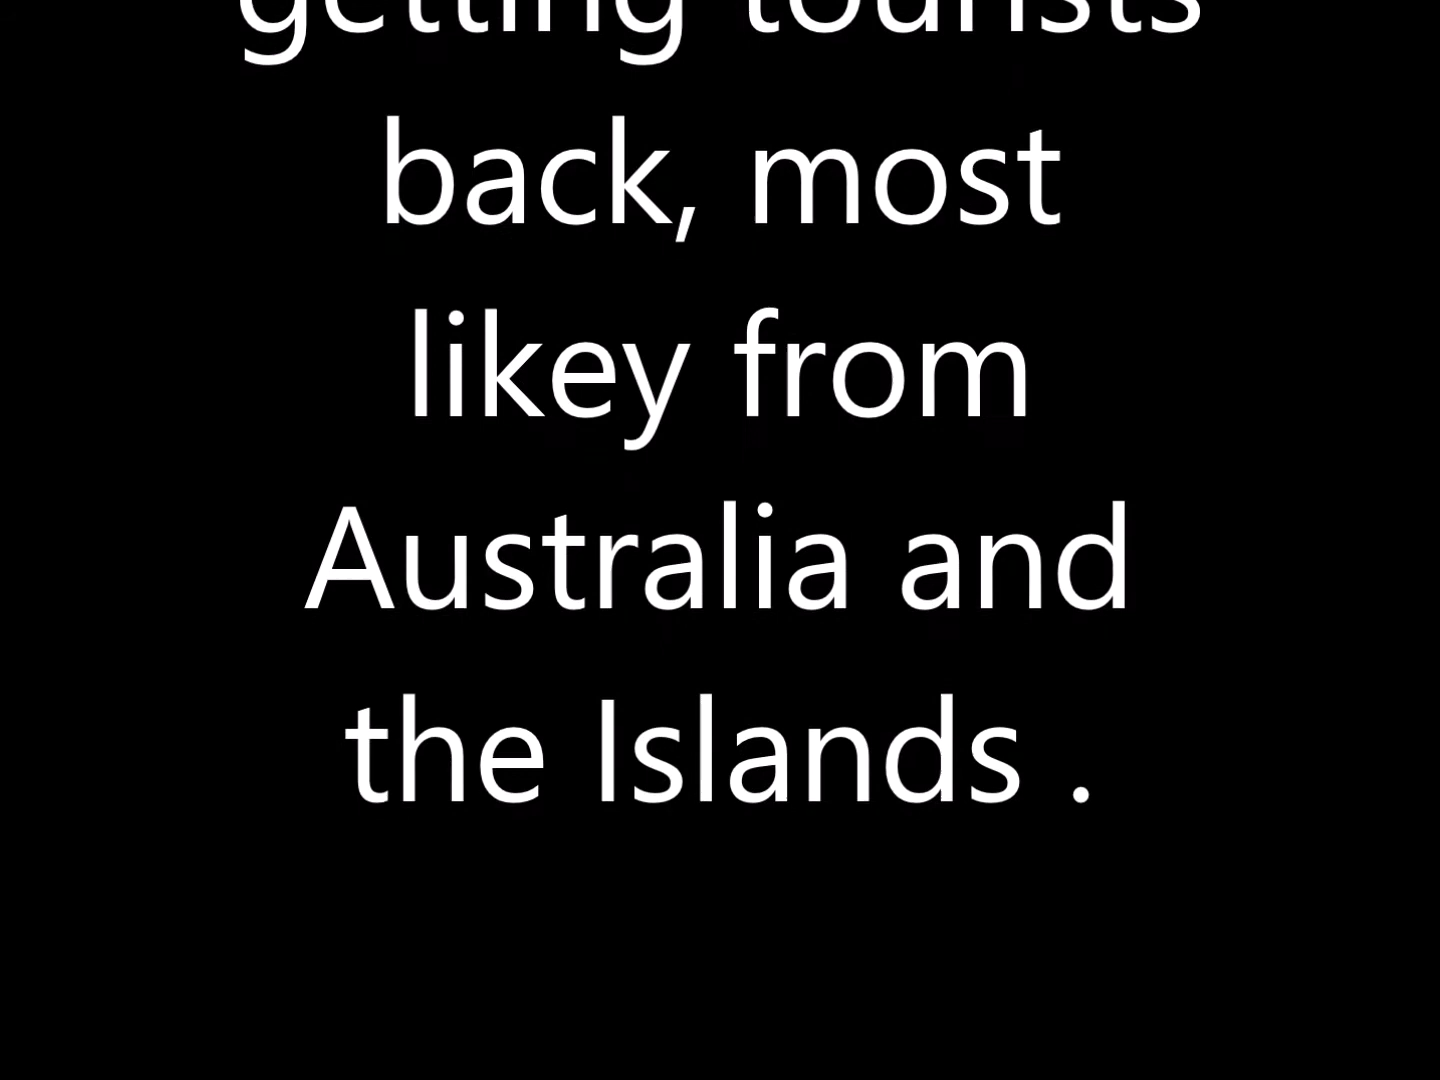 getting tourists
back, most
likey from
Australia and
the Islands .